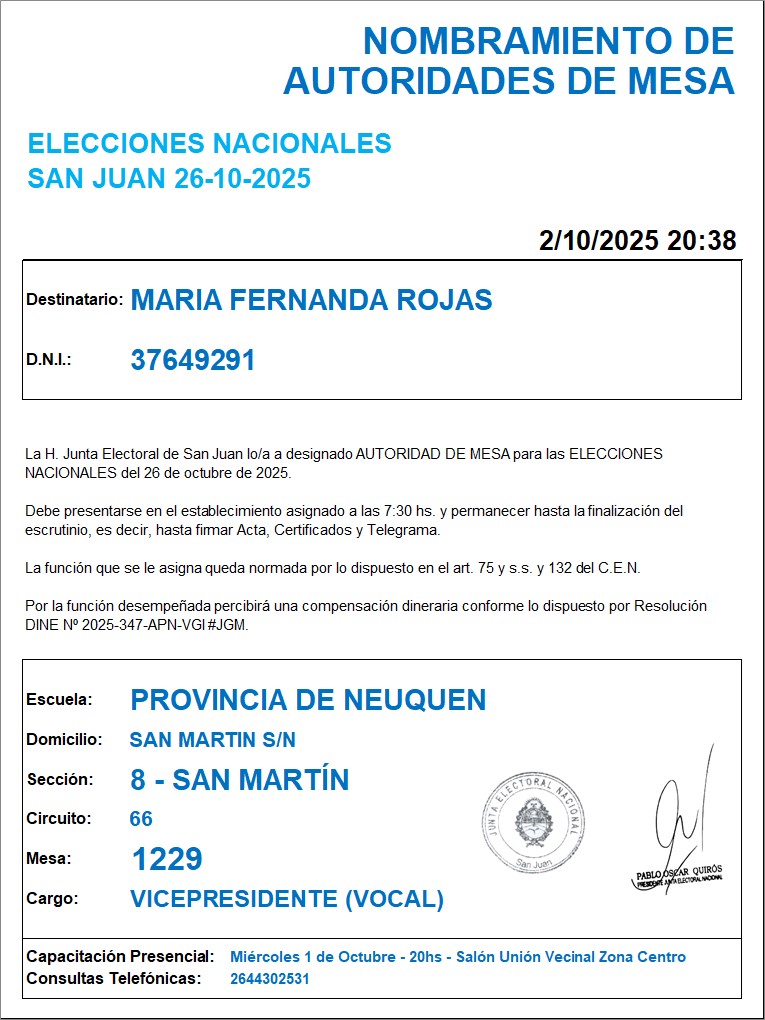 NOMBRAMIENTO DE
AUTORIDADES DE MESA
ELECCIONES NACIONALES
SAN JUAN 26-10-2025
2/10/2025 20:38
Destinatario: MARIA FERNANDA ROJAS
D.N.I.: 37649291
La H. Junta Electoral de San Juan lo/a a designado AUTORIDAD DE MESA para las ELECCIONES
NACIONALES del 26 de octubre de 2025.
Debe presentarse en el establecimiento asignado a las 7:30 hs. y permanecer hasta la finalización del
escrutinio, es decir, hasta firmar Acta, Certificados y Telegrama.
La función que se le asigna queda normada por lo dispuesto en el art. 75 y s.s. y 132 del C.E.N.
Por la función desempeñada percibirá una compensación dineraria conforme lo dispuesto por Resolución
DINE Nº 2025-347-APN-VGI#JGM.
Escuela: PROVINCIA DE NEUQUEN
Domicilio: SAN MARTIN S/N
Sección: 8 - SAN MARTÍN
Circuito: 66
Mesa: 1229
Cargo: VICEPRESIDENTE (VOCAL)
JUNTA ELECTORAL NACIONAL
San Juan
PABLO OSCAR QUIRÓS
PRESIDENTE JUNTA ELECTORAL NACIONAL
Capacitación Presencial: Miércoles 1 de Octubre - 20hs - Salón Unión Vecinal Zona Centro
Consultas Telefónicas: 2644302531